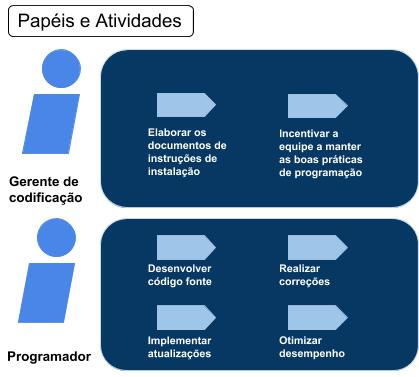 Papéis e Atividades
Elaborar os
documentos de
instruções de
instalação
Incentivar a
equipe a manter
as boas práticas
de programação
Gerente de
codificação
Desenvolver
código fonte
Realizar
correções
Implementar
atualizações
Otimizar
desempenho
Programador